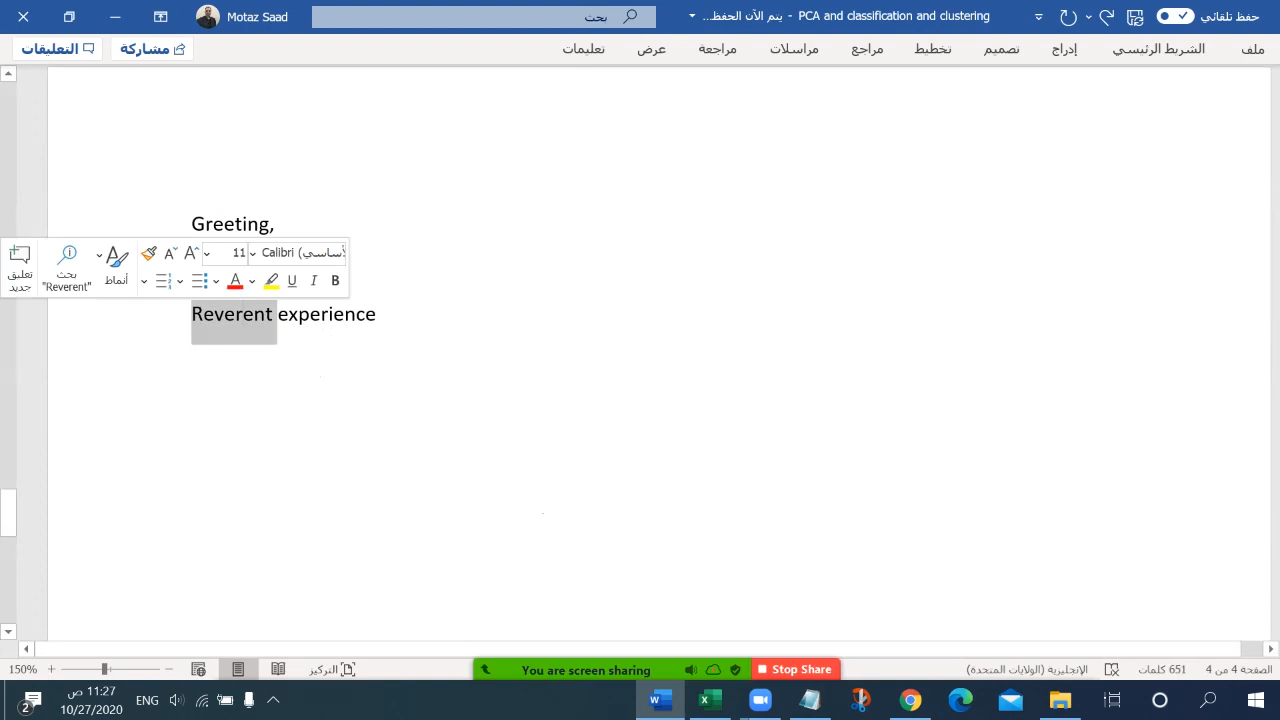 حفظ تلقائي
PCA and classification and clustering - يتم الآن الحفظ...
بحث
Motaz Saad
ملف
الشريط الرئيسي
إدراج
تصميم
تخطيط
مراجع
مراسلات
مراجعة
عرض
تعليمات
مشاركة
التعليقات
Greeting,
Calibri (أساسي
11
أنماط
بحث
"Reverent"
تعليق
جديد
B I U
Reverent experience
الصفحة 4 من 4
651 كلمات
الإنجليزية (الولايات المتحدة)
You are screen sharing
Stop Share
التركيز
150%
11:27 ص
10/27/2020
ENG
2